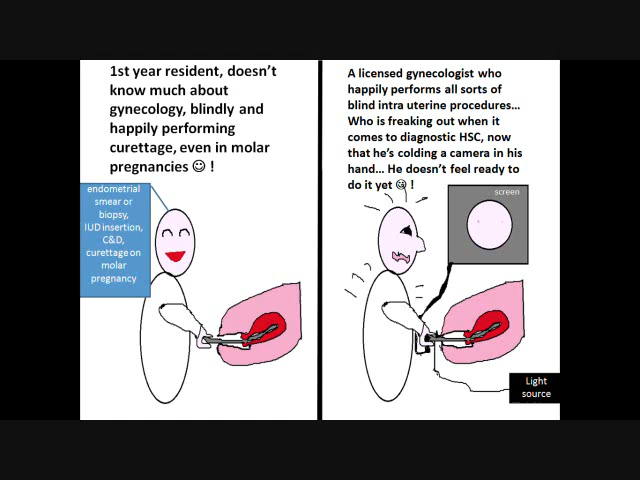 1st year resident, doesn't
know much about
gynecology, blindly and
happily performing
curettage, even in molar
pregnancies ☺ !
endometrial
smear or
biopsy,
IUD insertion,
C&D,
curettage on
molar
pregnancy
A licensed gynecologist who
happily performs all sorts of
blind intra uterine procedures...
Who is freaking out when it
comes to diagnostic HSC, now
that he's colding a camera in his
hand... He doesn't feel ready to
do it yet 😉 !
screen
Light
source